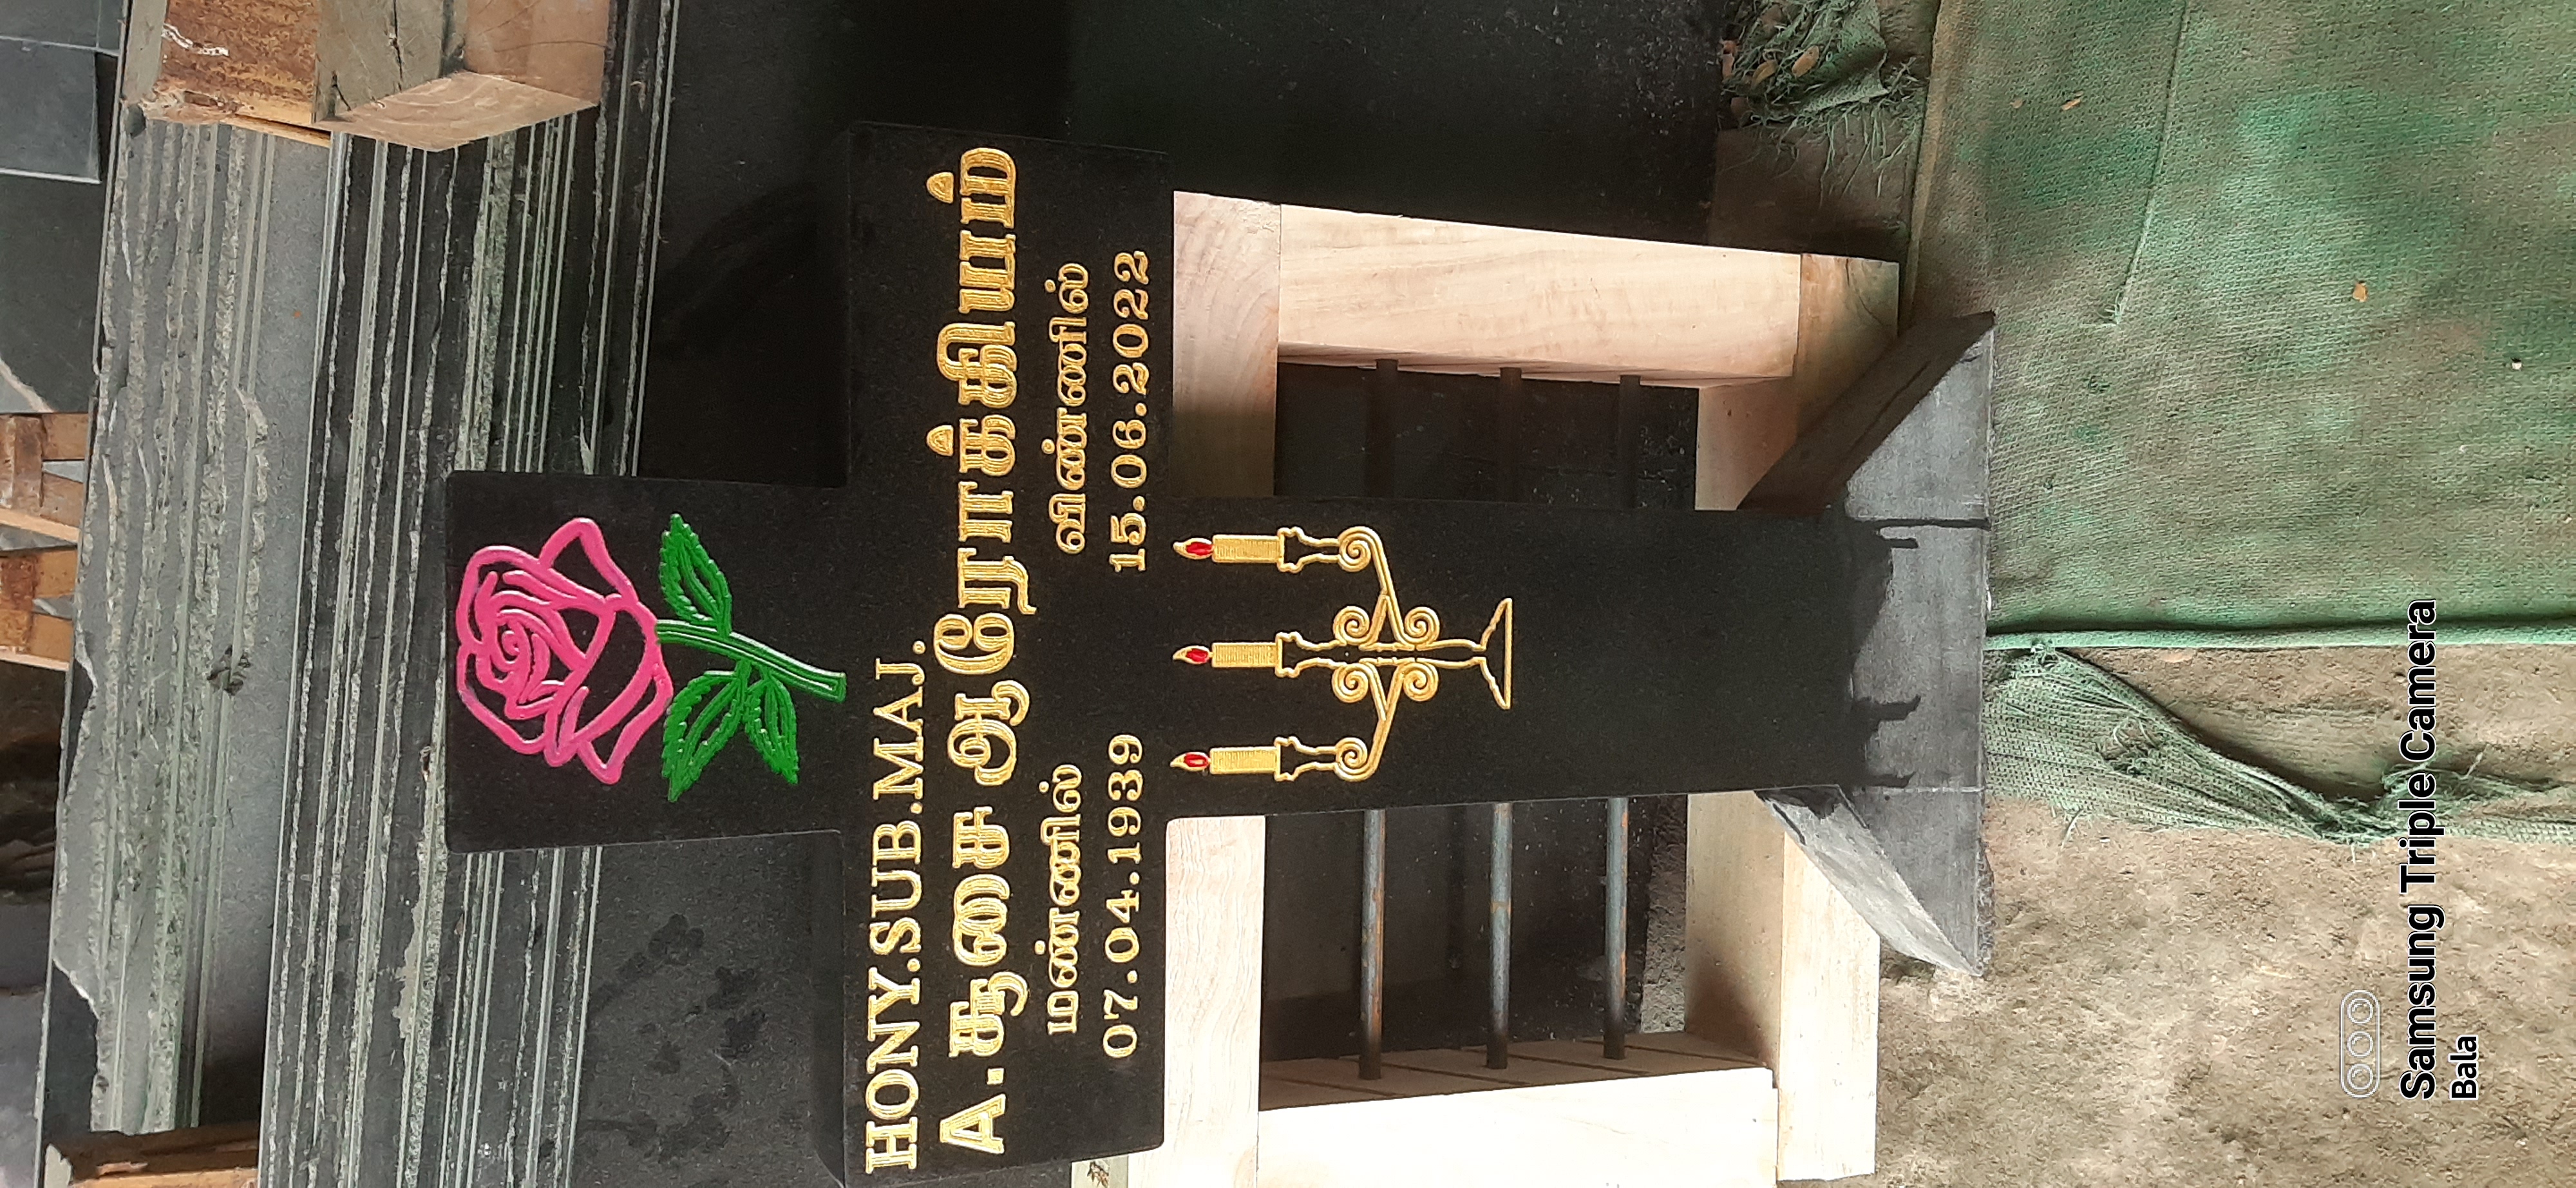 HONY.SUB.MAJ.
A.சூசை ஆரோக்கியம்
மண்ணில் விண்ணில்
07.04.1939 15.06.2022
Samsung Triple Camera
Bala